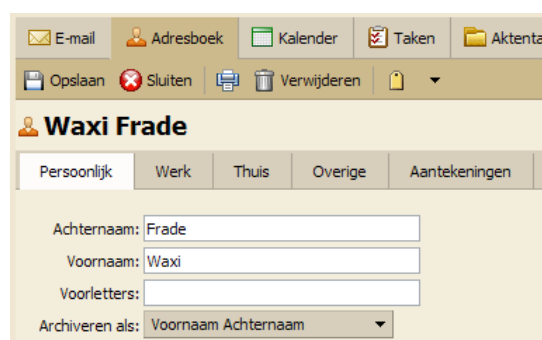 E-mail Adresboek Kalender Taken Aktenta
Opslaan Sluiten Verwijderen
Waxi Frade
Persoonlijk Werk Thuis Overige Aantekeningen
Achternaam: Frade
Voornaam: Waxi
Voorletters:
Archiveren als: Voornaam Achternaam